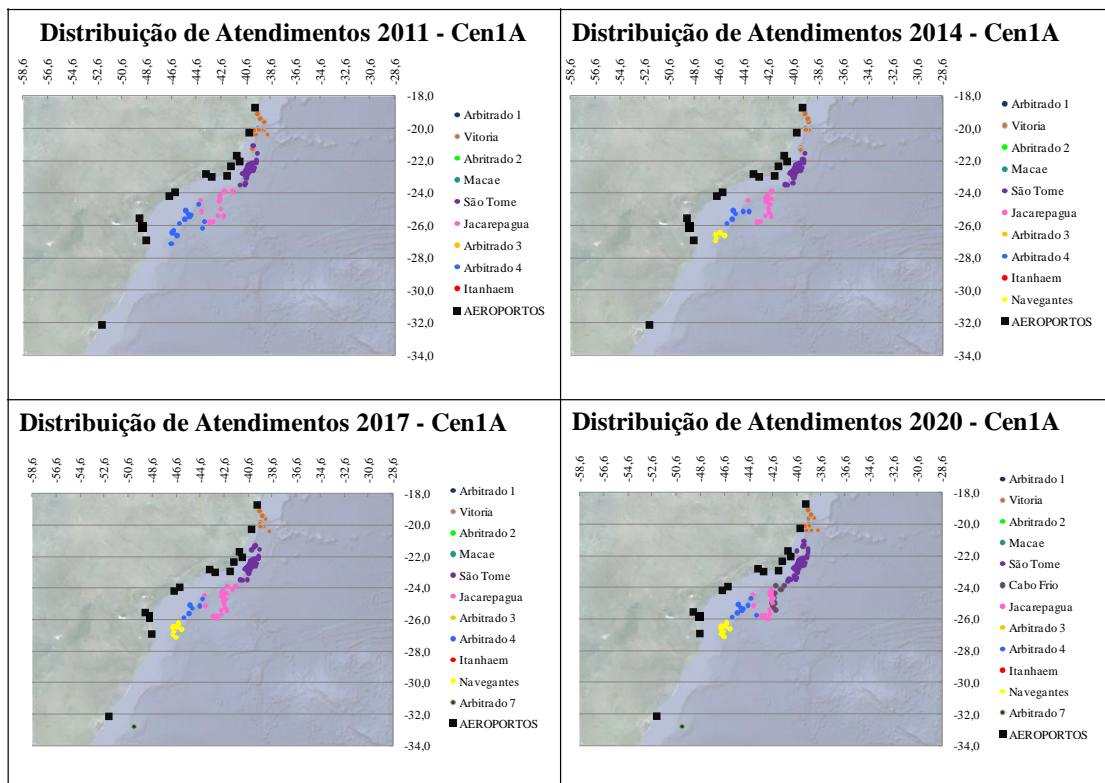 Distribuição de Atendimentos 2011 - Cen1A
-58,6
-56,6
-54,6
-52,6
-50,6
-48,6
-46,6
-44,6
-42,6
-40,6
-38,6
-36,6
-34,6
-32,6
-30,6
-28,6
-18,0
-20,0
-22,0
-24,0
-26,0
-28,0
-30,0
-32,0
-34,0
Arbitrado 1
Vitoria
Abritrado 2
Macae
São Tome
Jacarepagua
Arbitrado 3
Arbitrado 4
Itanhaem
AEROPORTOS
Distribuição de Atendimentos 2014 - Cen1A
-58,6
-56,6
-54,6
-52,6
-50,6
-48,6
-46,6
-44,6
-42,6
-40,6
-38,6
-36,6
-34,6
-32,6
-30,6
-28,6
-18,0
-20,0
-22,0
-24,0
-26,0
-28,0
-30,0
-32,0
-34,0
Arbitrado 1
Vitoria
Abritrado 2
Macae
São Tome
Jacarepagua
Arbitrado 3
Arbitrado 4
Itanhaem
Navegantes
AEROPORTOS
Distribuição de Atendimentos 2017 - Cen1A
-58,6
-56,6
-54,6
-52,6
-50,6
-48,6
-46,6
-44,6
-42,6
-40,6
-38,6
-36,6
-34,6
-32,6
-30,6
-28,6
-18,0
-20,0
-22,0
-24,0
-26,0
-28,0
-30,0
-32,0
-34,0
Arbitrado 1
Vitoria
Abritrado 2
Macae
São Tome
Jacarepagua
Arbitrado 3
Arbitrado 4
Itanhaem
Navegantes
Arbitrado 7
AEROPORTOS
Distribuição de Atendimentos 2020 - Cen1A
-58,6
-56,6
-54,6
-52,6
-50,6
-48,6
-46,6
-44,6
-42,6
-40,6
-38,6
-36,6
-34,6
-32,6
-30,6
-28,6
-18,0
-20,0
-22,0
-24,0
-26,0
-28,0
-30,0
-32,0
-34,0
Arbitrado 1
Vitoria
Abritrado 2
Macae
São Tome
Cabo Frio
Jacarepagua
Arbitrado 3
Arbitrado 4
Itanhaem
Navegantes
Arbitrado 7
AEROPORTOS